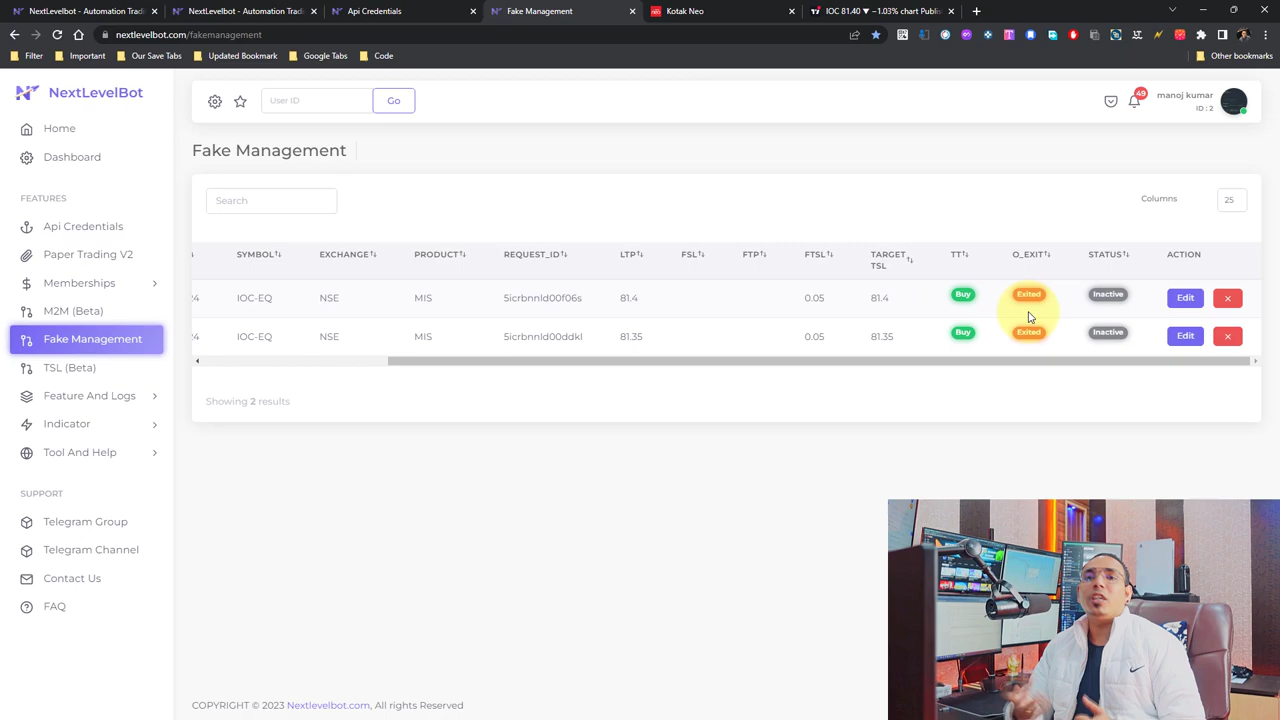 NextLevelBot - Automation Trad
NextLevelBot - Automation Trad
Api Credentials
Fake Management
Kotak Neo
IOC 81.40 ▼ −1.03% chart Publis
nextlevelbot.com/fakemanagement
Filter
Important
Our Save Tabs
Updated Bookmark
Google Tabs
Code
Other bookmarks
NextLevelBot
User ID
Go
49
manoj kumar
ID : 2
Home
Dashboard
FEATURES
Api Credentials
Paper Trading V2
Memberships
M2M (Beta)
Fake Management
TSL (Beta)
Feature And Logs
Indicator
Tool And Help
SUPPORT
Telegram Group
Telegram Channel
Contact Us
FAQ
Fake Management
Search
Columns
25
SYMBOL EXCHANGE PRODUCT REQUEST_ID LTP FSL FTP FTSL TARGET TSL TT O_EXIT STATUS ACTION
24 IOC-EQ NSE MIS 5icrbnnld00f06s 81.4 0.05 81.4 Buy Exited Inactive Edit ×
24 IOC-EQ NSE MIS 5icrbnnld00ddkl 81.35 0.05 81.35 Buy Exited Inactive Edit ×
Showing 2 results
COPYRIGHT © 2023 Nextlevelbot.com, All rights Reserved